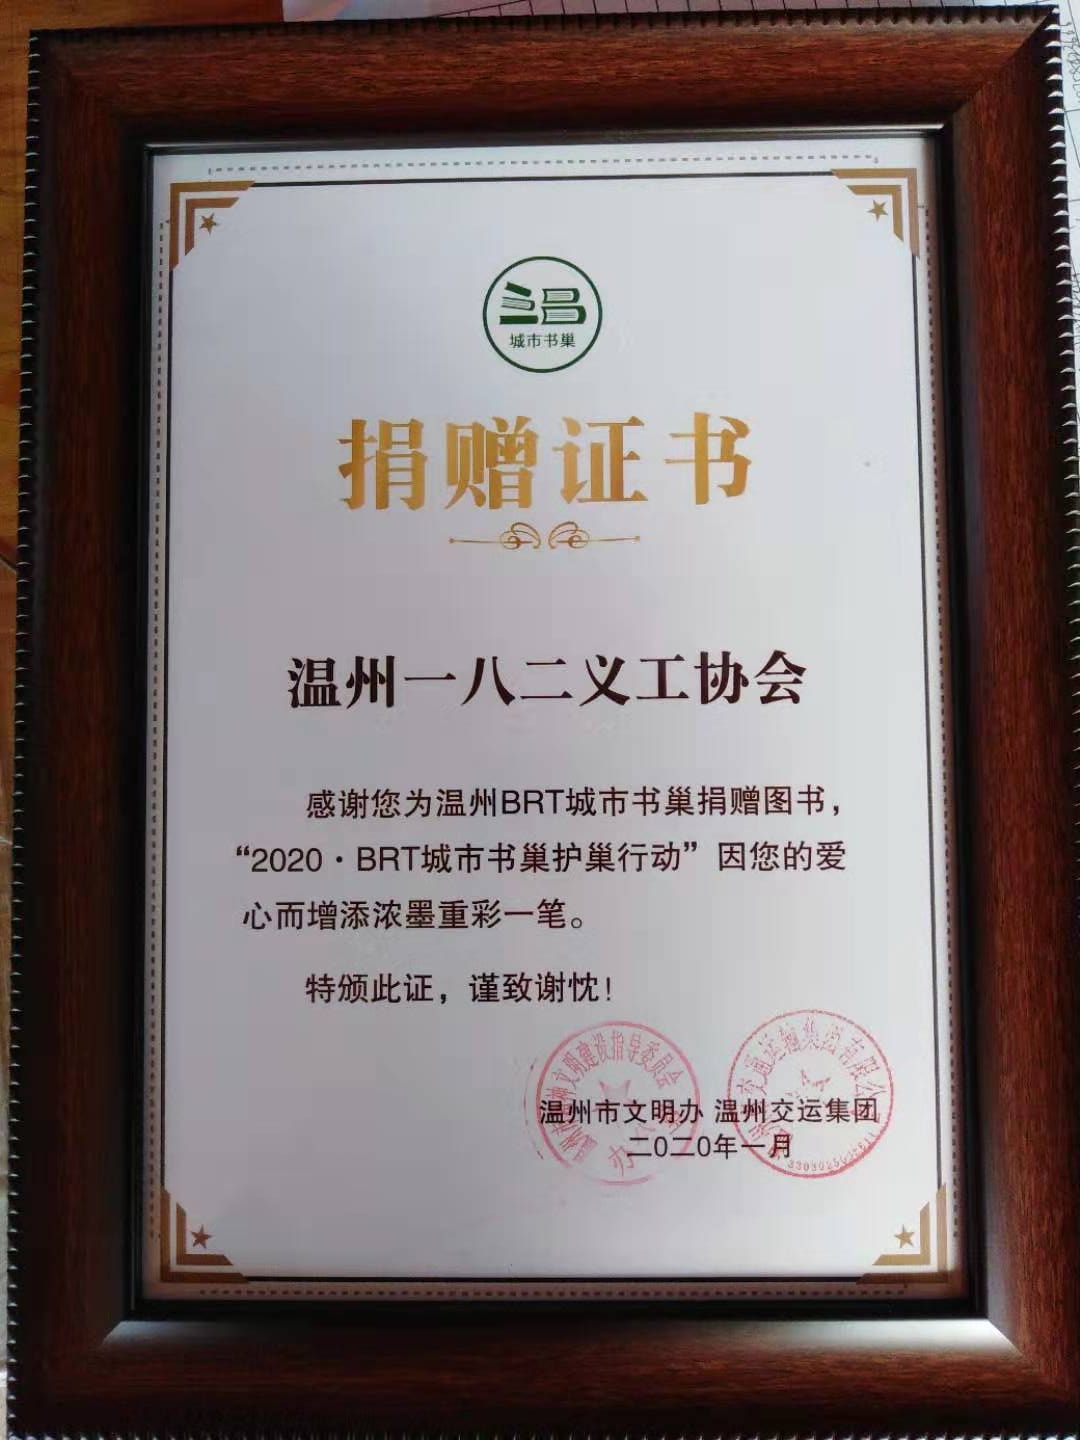 城市书巢
捐赠证书
温州一八二义工协会
感谢您为温州BRT城市书巢捐赠图书，
“2020·BRT城市书巢护巢行动”因您的爱
心而增添浓墨重彩一笔。
特颁此证，谨致谢忱！
温州市文明办 温州交运集团
二〇二〇年一月